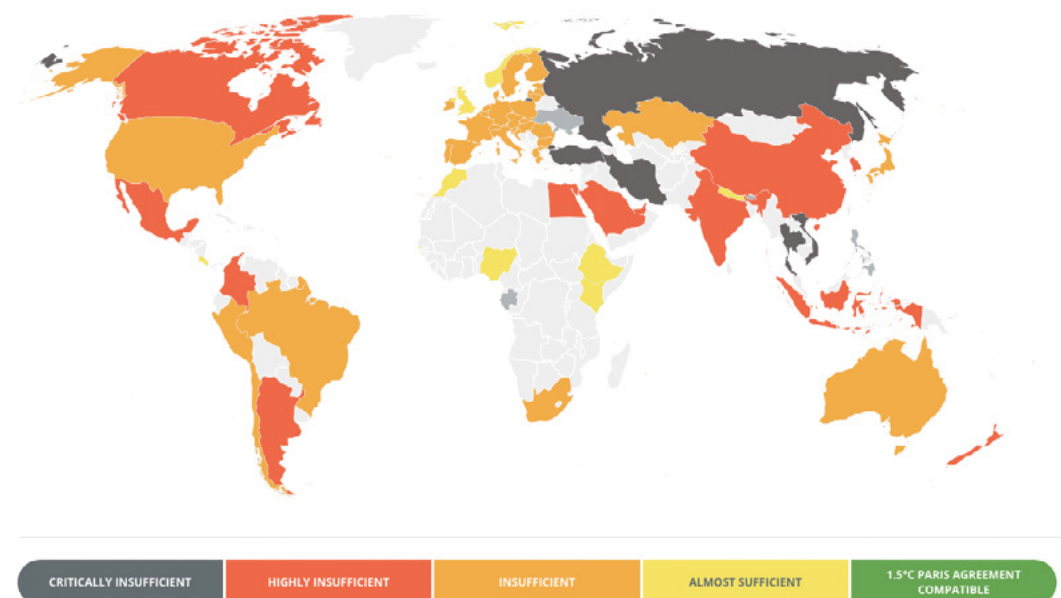 CRITICALLY INSUFFICIENT
HIGHLY INSUFFICIENT
INSUFFICIENT
ALMOST SUFFICIENT
1.5°C PARIS AGREEMENT
COMPATIBLE